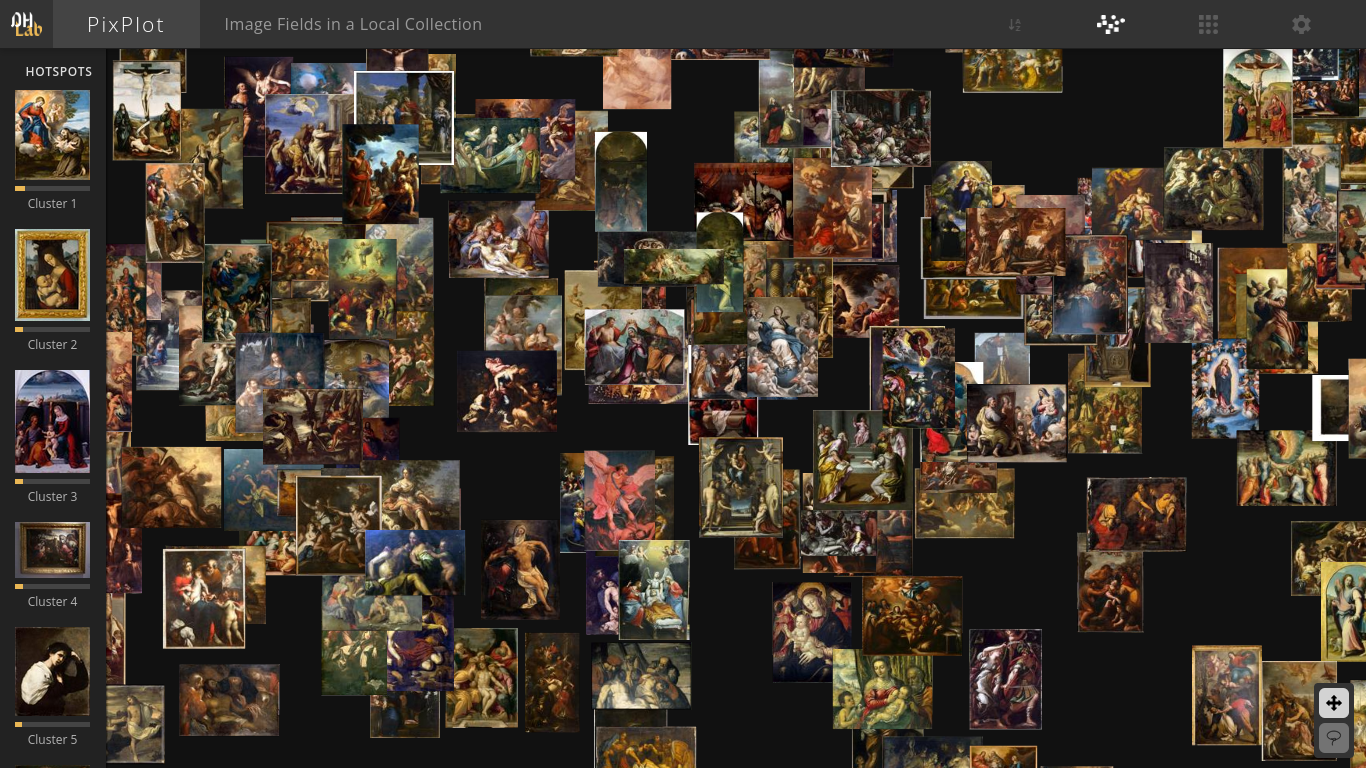 DH
Lab
PixPlot
Image Fields in a Local Collection
A
Z
HOTSPOTS
Cluster 1
Cluster 2
Cluster 3
Cluster 4
Cluster 5